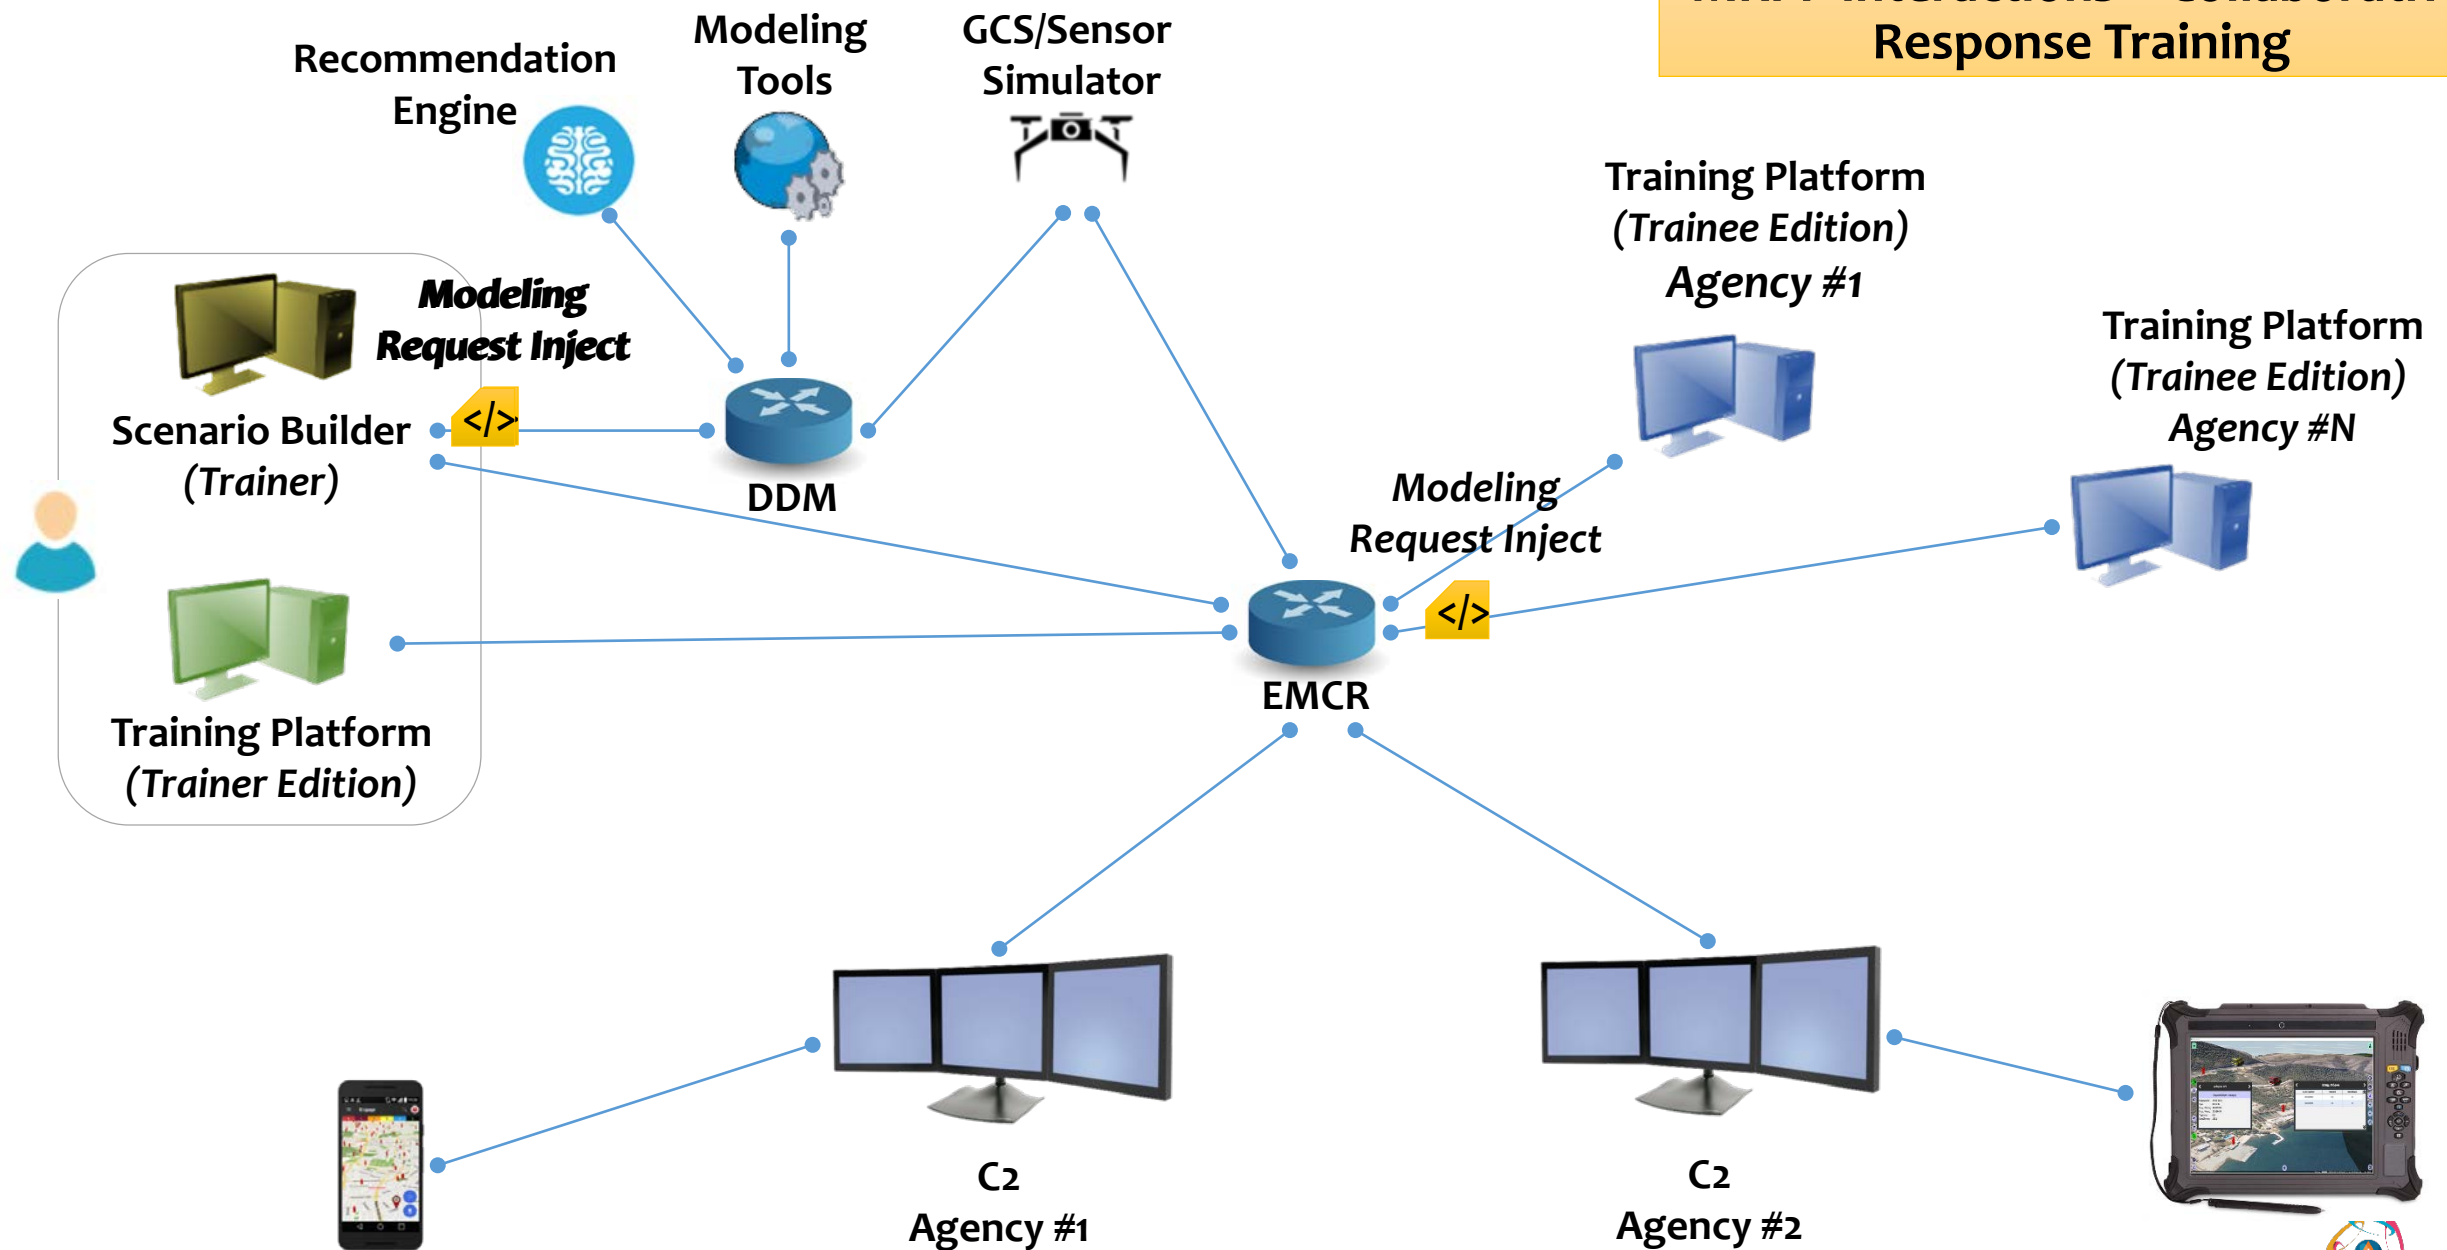 Response Training
Recommendation
Engine
Modeling
Tools
GCS/Sensor
Simulator
Training Platform
(Trainee Edition)
Agency #1
Training Platform
(Trainee Edition)
Agency #N
Modeling
Request Inject
</>
Scenario Builder
(Trainer)
DDM
Modeling
Request Inject
</>
EMCR
Training Platform
(Trainer Edition)
C2
Agency #1
C2
Agency #2